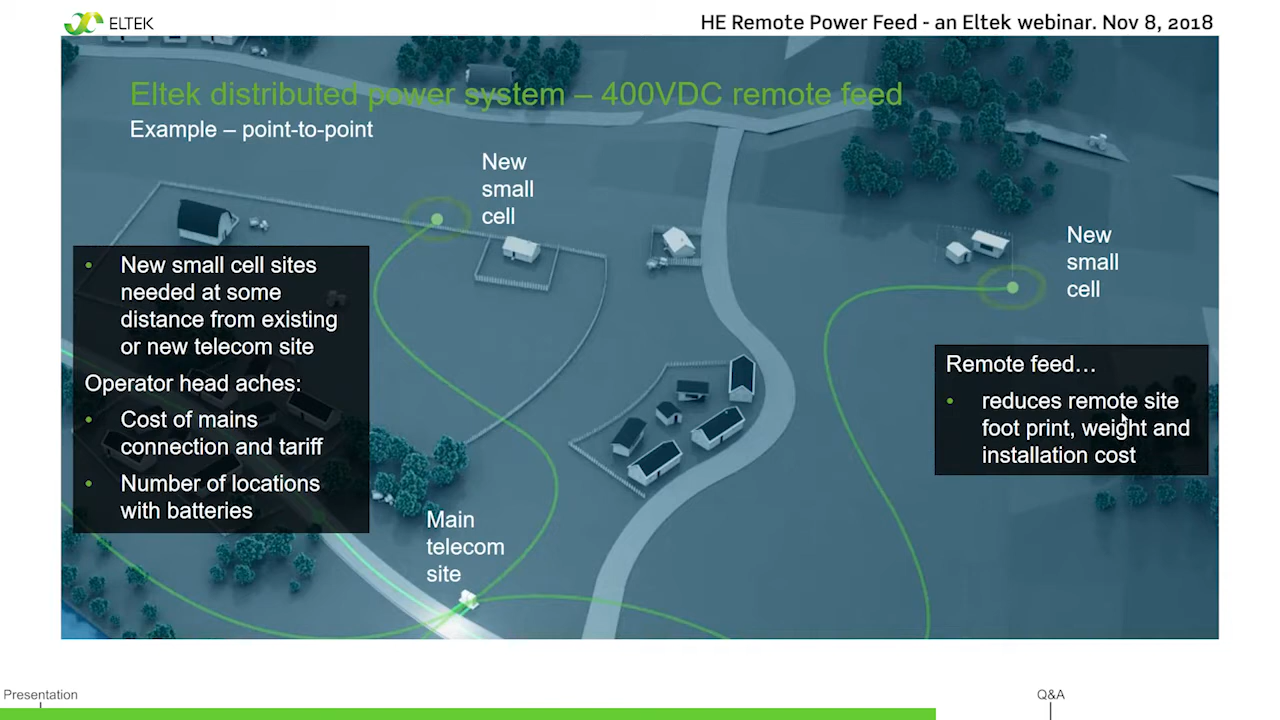 ELTEK
HE Remote Power Feed - an Eltek webinar. Nov 8, 2018
Eltek distributed power system – 400VDC remote feed
Example – point-to-point
New
small
cell
New
small
cell
• New small cell sites
needed at some
distance from existing
or new telecom site
Operator head aches:
• Cost of mains
connection and tariff
• Number of locations
with batteries
Remote feed…
• reduces remote site
foot print, weight and
installation cost
Main
telecom
site
Presentation
Q&A